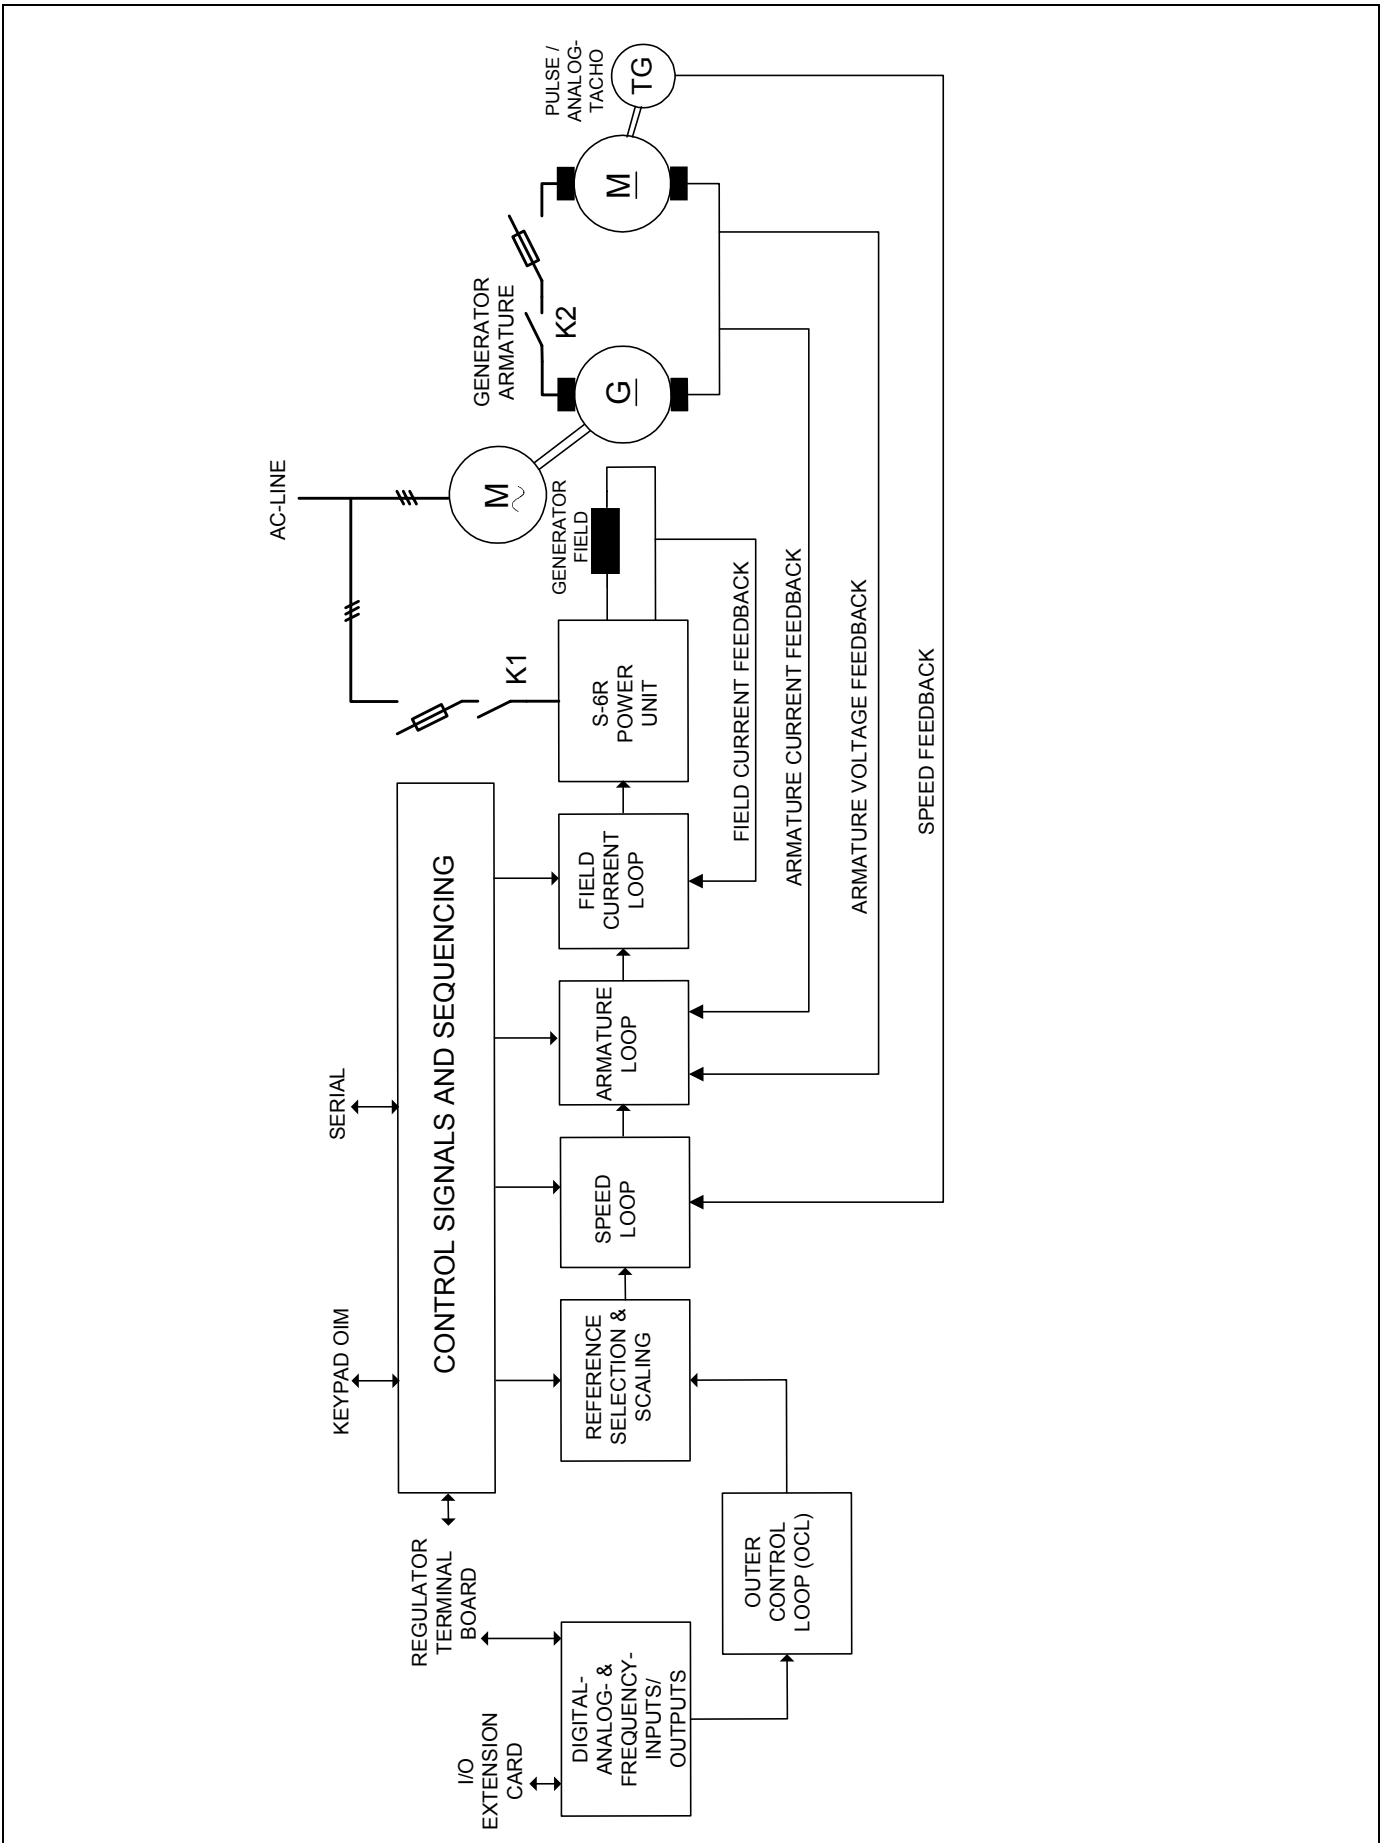 I/O
EXTENSION
CARD
REGULATOR
TERMINAL
BOARD
KEYPAD OIM
SERIAL
AC-LINE
DIGITAL-
ANALOG- &
FREQUENCY-
INPUTS/
OUTPUTS
OUTER
CONTROL
LOOP (OCL)
CONTROL SIGNALS AND SEQUENCING
REFERENCE
SELECTION &
SCALING
SPEED
LOOP
ARMATURE
LOOP
FIELD
CURRENT
LOOP
S-6R
POWER
UNIT
K1
GENERATOR
FIELD
M
G
GENERATOR
ARMATURE
K2
M
PULSE /
ANALOG-
TACHO
TG
FIELD CURRENT FEEDBACK
ARMATURE CURRENT FEEDBACK
ARMATURE VOLTAGE FEEDBACK
SPEED FEEDBACK